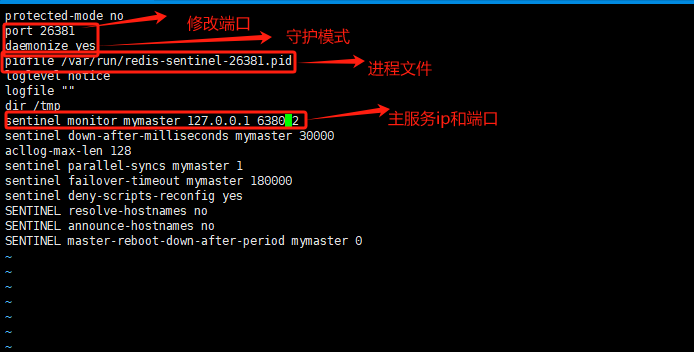 protected-mode no
port 26381
修改端口
daemonize yes
守护模式
pidfile /var/run/redis-sentinel-26381.pid
进程文件
loglevel notice
logfile ""
dir /tmp
sentinel monitor mymaster 127.0.0.1 6380 2
主服务ip和端口
sentinel down-after-milliseconds mymaster 30000
acllog-max-len 128
sentinel parallel-syncs mymaster 1
sentinel failover-timeout mymaster 180000
sentinel deny-scripts-reconfig yes
SENTINEL resolve-hostnames no
SENTINEL announce-hostnames no
SENTINEL master-reboot-down-after-period mymaster 0
~
~
~
~
~
~
~